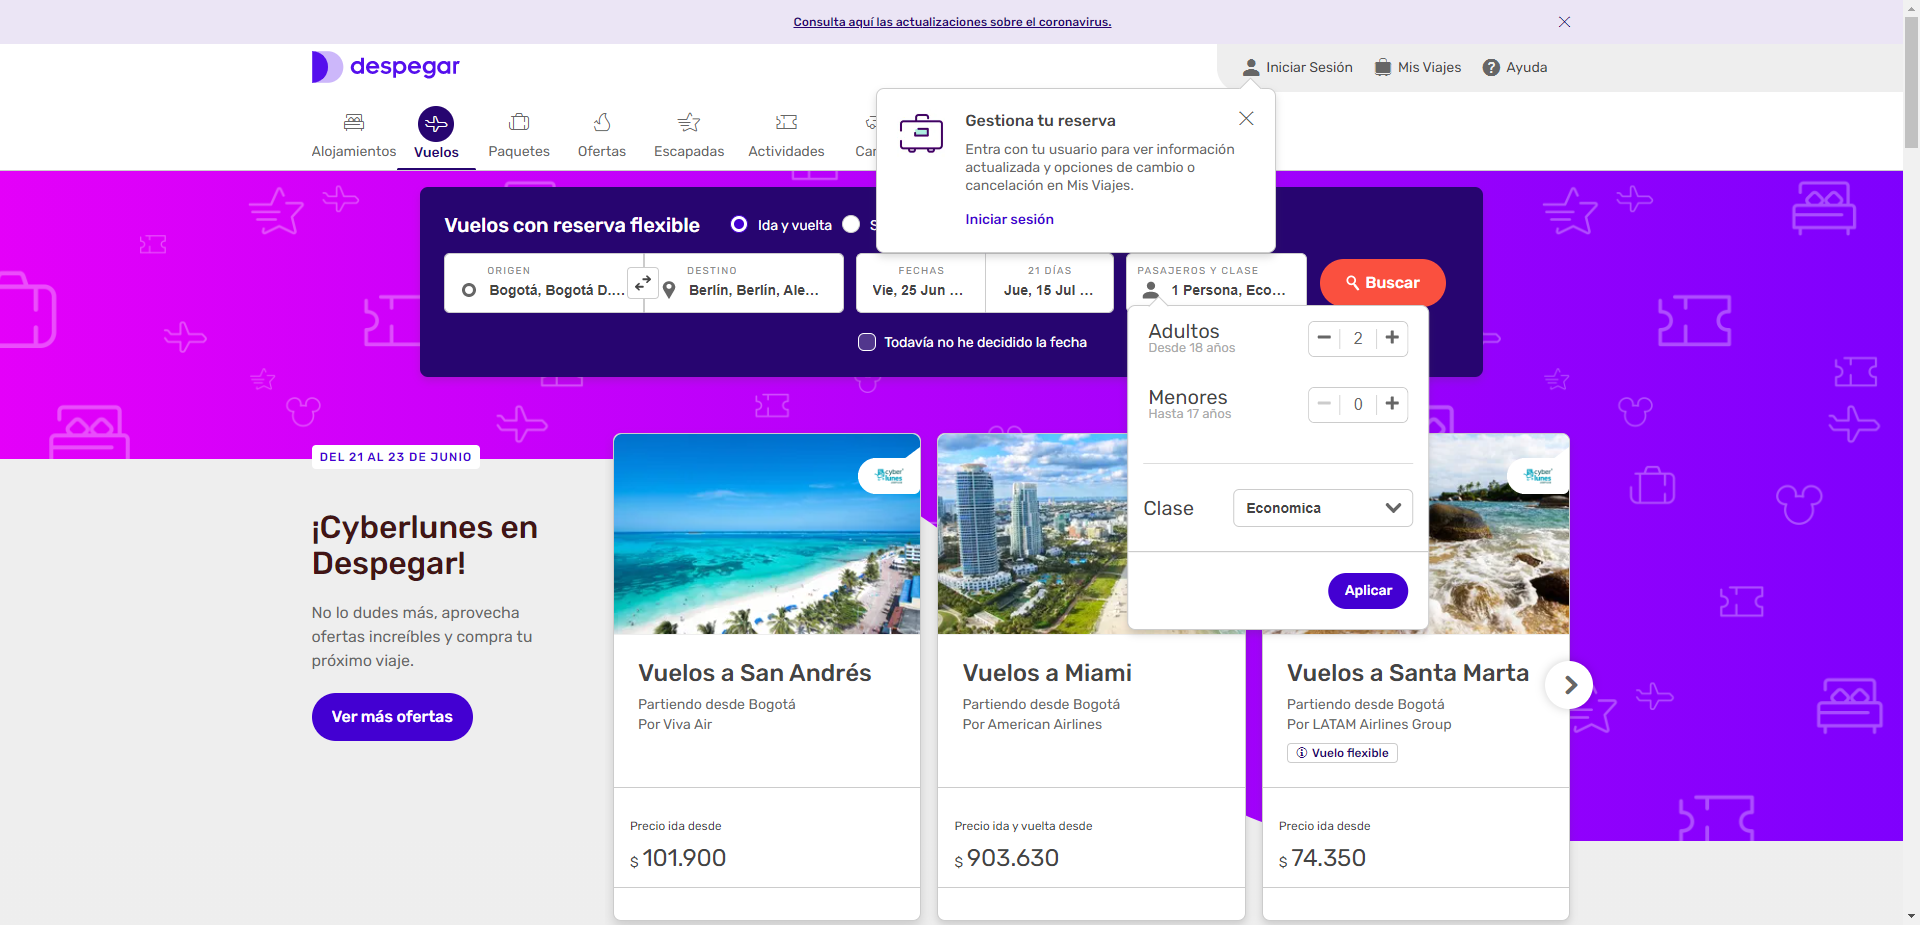 Consulta aquí las actualizaciones sobre el coronavirus.
despegar
Iniciar Sesión
Mis Viajes
Ayuda
Alojamientos
Vuelos
Paquetes
Ofertas
Escapadas
Actividades
Gestiona tu reserva
Entra con tu usuario para ver información
actualizada y opciones de cambio o
cancelación en Mis Viajes.
Iniciar sesión
Vuelos con reserva flexible
Ida y vuelta
ORIGEN
Bogotá, Bogotá D....
DESTINO
Berlín, Berlín, Ale...
FECHAS
Vie, 25 Jun ...
21 DÍAS
Jue, 15 Jul ...
PASAJEROS Y CLASE
1 Persona, Eco...
Buscar
Todavía no he decidido la fecha
Adultos
Desde 18 años
2
Menores
Hasta 17 años
0
Clase
Economica
Aplicar
DEL 21 AL 23 DE JUNIO
¡Cyberlunes en
Despegar!
No lo dudes más, aprovecha
ofertas increíbles y compra tu
próximo viaje.
Ver más ofertas
cyber
lunes
Vuelos a San Andrés
Partiendo desde Bogotá
Por Viva Air
Precio ida desde
$ 101.900
Vuelos a Miami
Partiendo desde Bogotá
Por American Airlines
Precio ida y vuelta desde
$ 903.630
cyber
lunes
Vuelos a Santa Marta
Partiendo desde Bogotá
Por LATAM Airlines Group
Vuelo flexible
Precio ida desde
$ 74.350